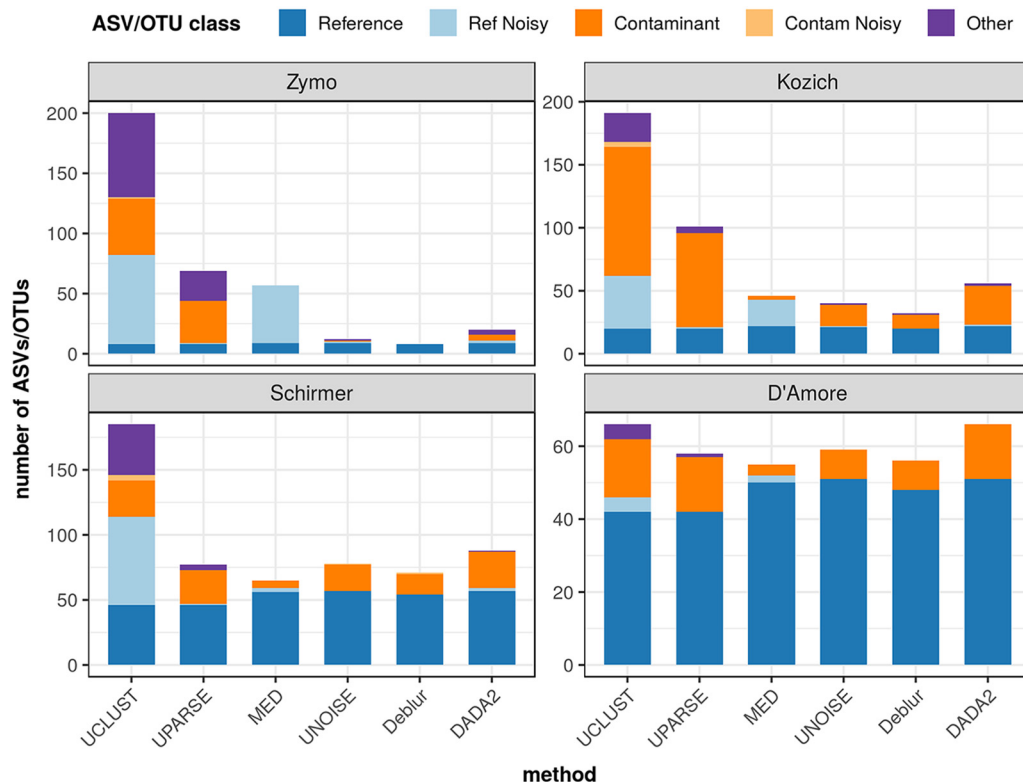 ASV/OTU class Reference Ref Noisy Contaminant Contam Noisy Other
Zymo Kozich
200
150
100
50
0
200
150
100
50
0
Schirmer D'Amore
150
100
50
0
60
40
20
0
number of ASVs/OTUs
UCLUST UPARSE MED UNOISE Deblur DADA2
UCLUST UPARSE MED UNOISE Deblur DADA2
method